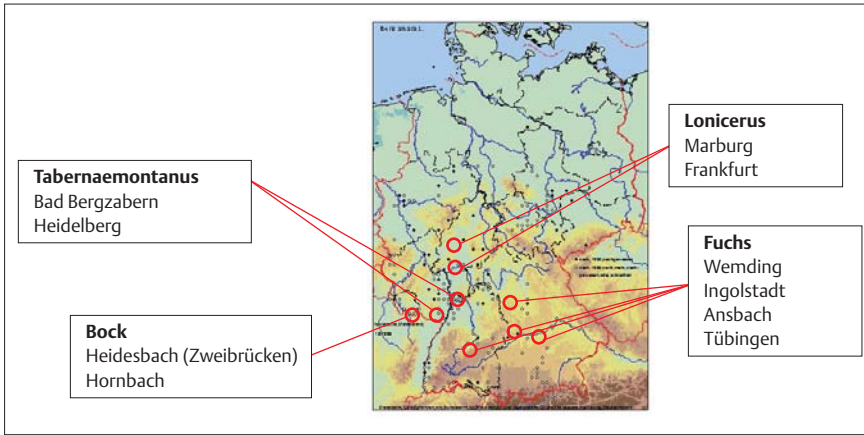 Lonicerus
Marburg
Frankfurt
Tabernaemontanus
Bad Bergzabern
Heidelberg
Fuchs
Wemding
Ingolstadt
Ansbach
Tübingen
Bock
Heidesbach (Zweibrücken)
Hornbach